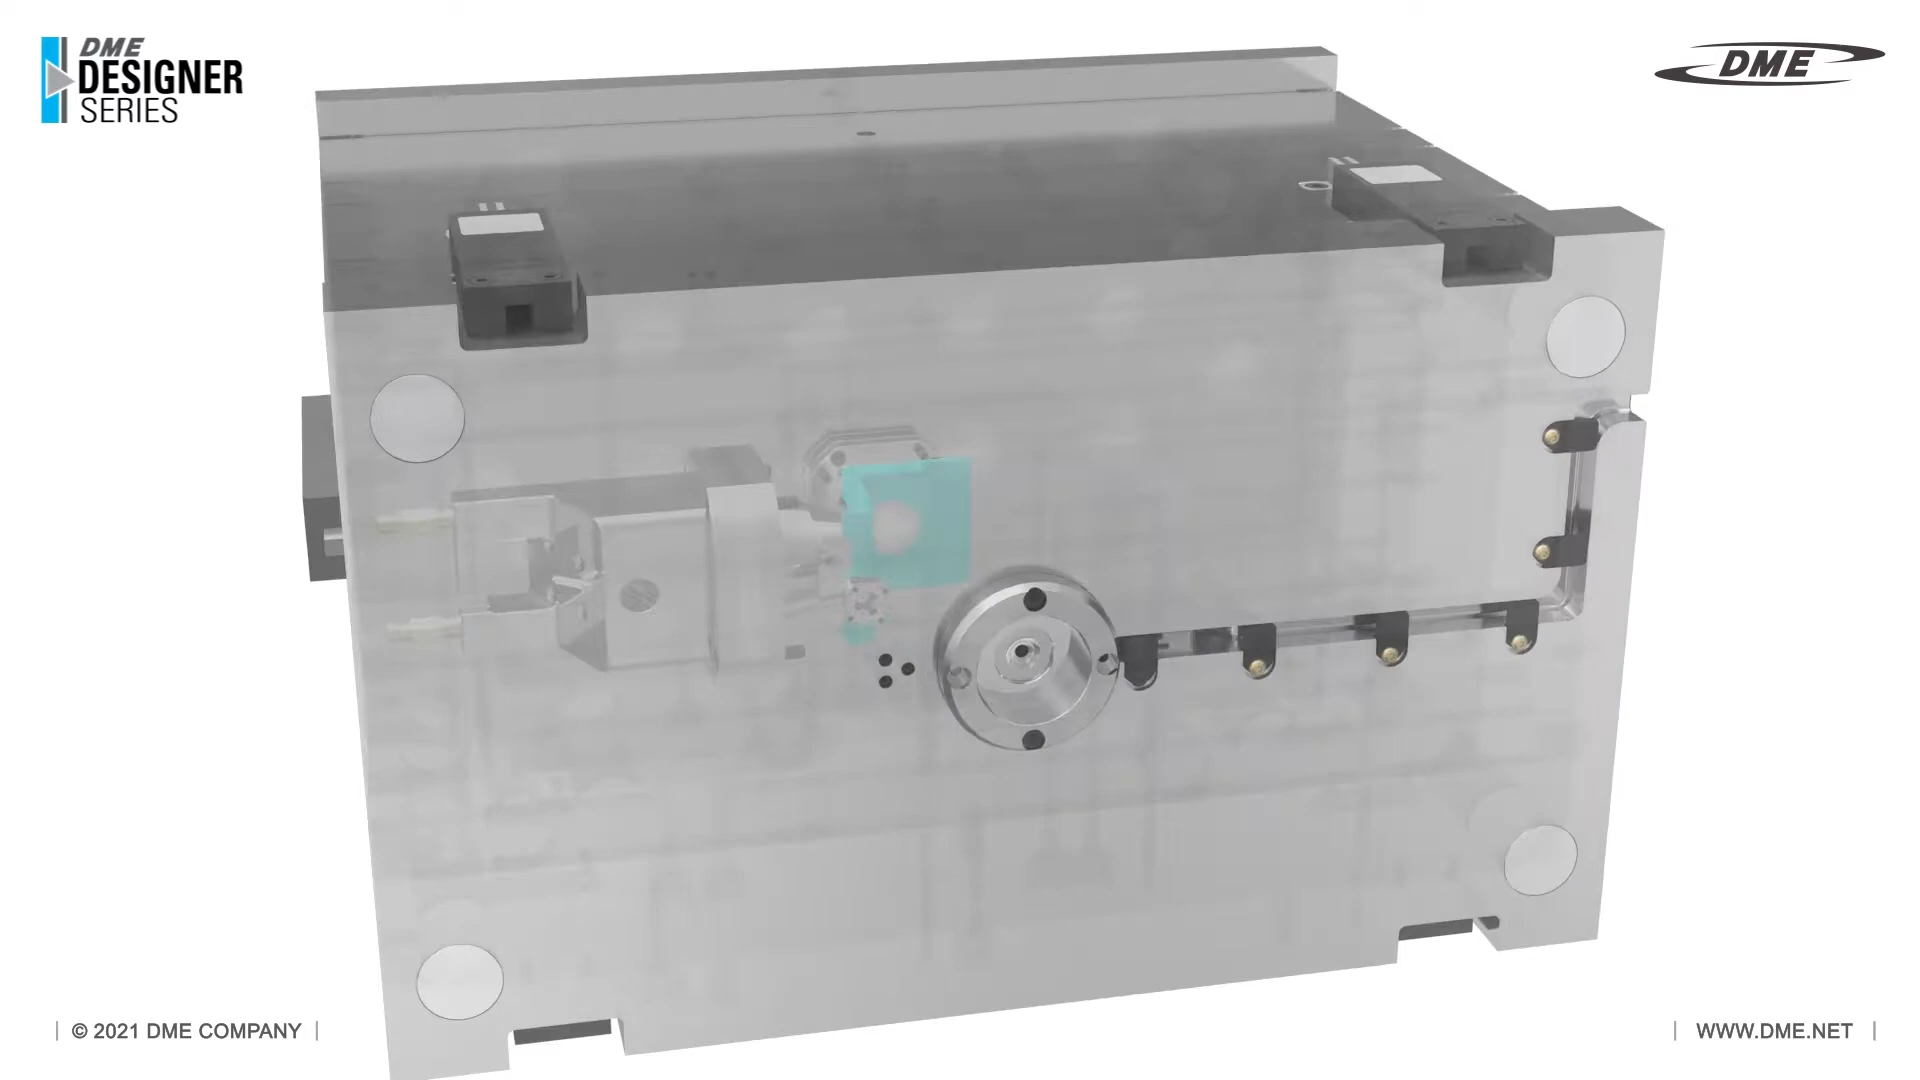 DME
DESIGNER
SERIES
DME
| © 2021 DME COMPANY |
| WWW.DME.NET |